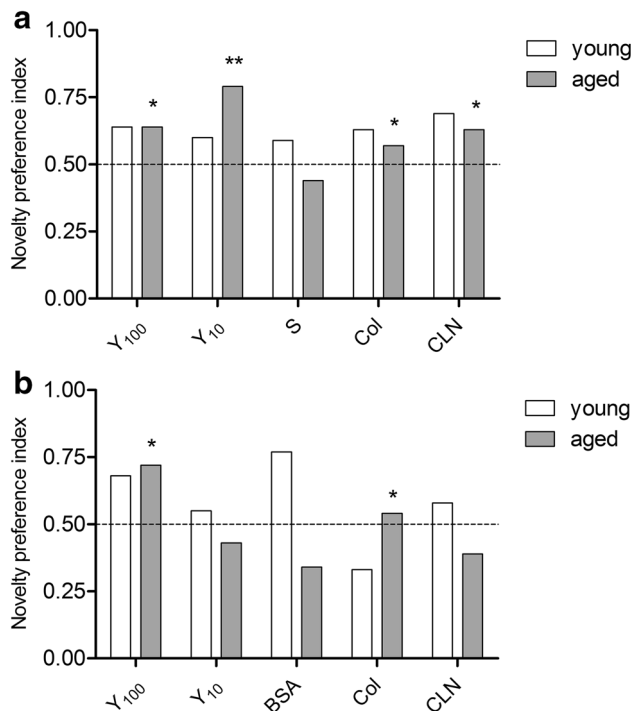 a
Novelty preference index
1.00
0.75
0.50
0.25
0.00
* ** * *
Y100 Y10 S Col CLN
young
aged
b
Novelty preference index
1.00
0.75
0.50
0.25
0.00
* *
Y100 Y10 BSA Col CLN
young
aged